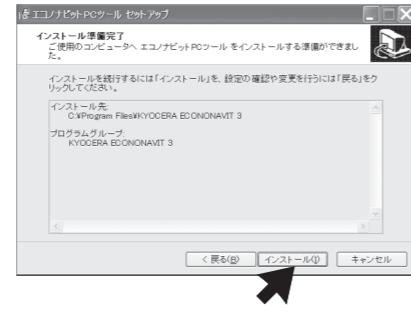 エコノナビットPCツール セットアップ
インストール準備完了
ご使用のコンピュータへ エコノナビットPCツール をインストールする準備ができまし
た。
インストールを続行するには「インストール」を、設定の確認や変更を行うには「戻る」をク
リックしてください。
インストール先:
C:¥Program Files¥KYOCERA ECONONAVIT 3
プログラムグループ:
KYOCERA ECONONAVIT 3
< 戻る(B) インストール(I) キャンセル